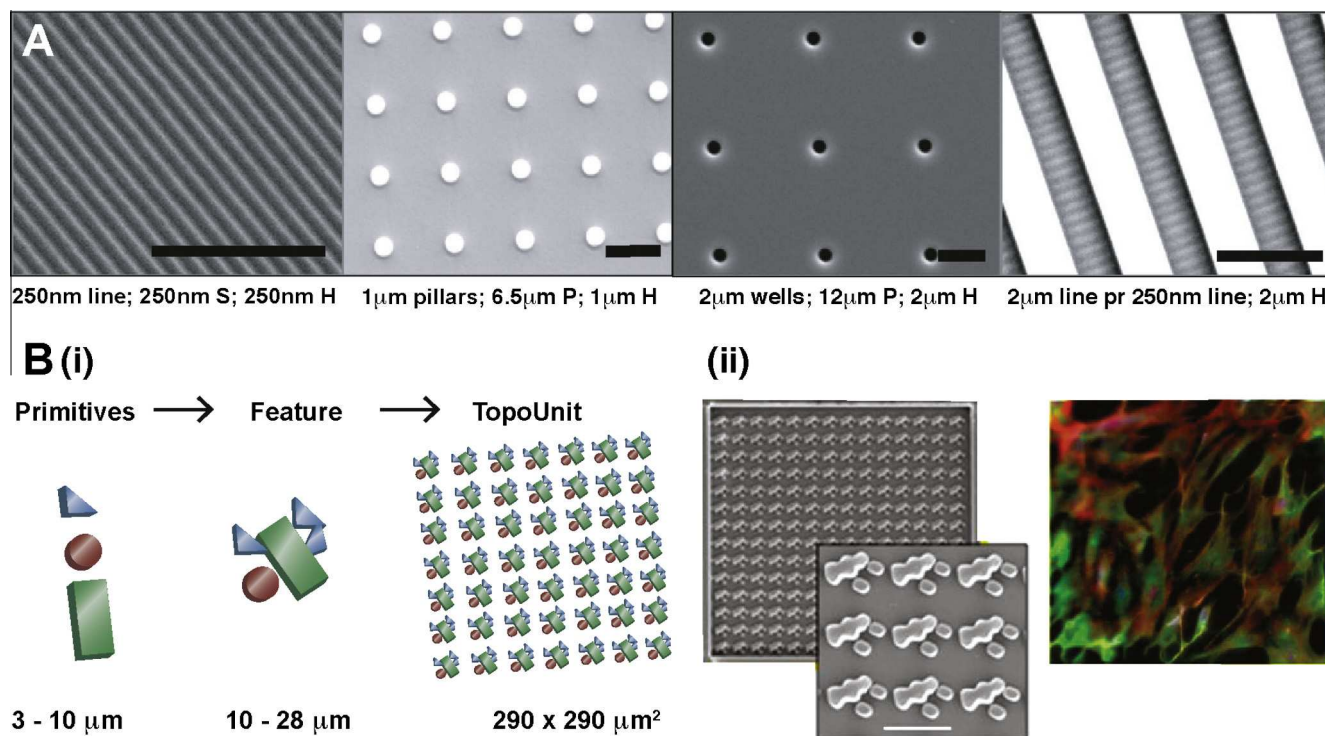 A
250nm line; 250nm S; 250nm H
1μm pillars; 6.5μm P; 1μm H
2μm wells; 12μm P; 2μm H
2μm line pr 250nm line; 2μm H
B (i)
(ii)
Primitives → Feature → TopoUnit
3 - 10 μm
10 - 28 μm
290 x 290 μm²